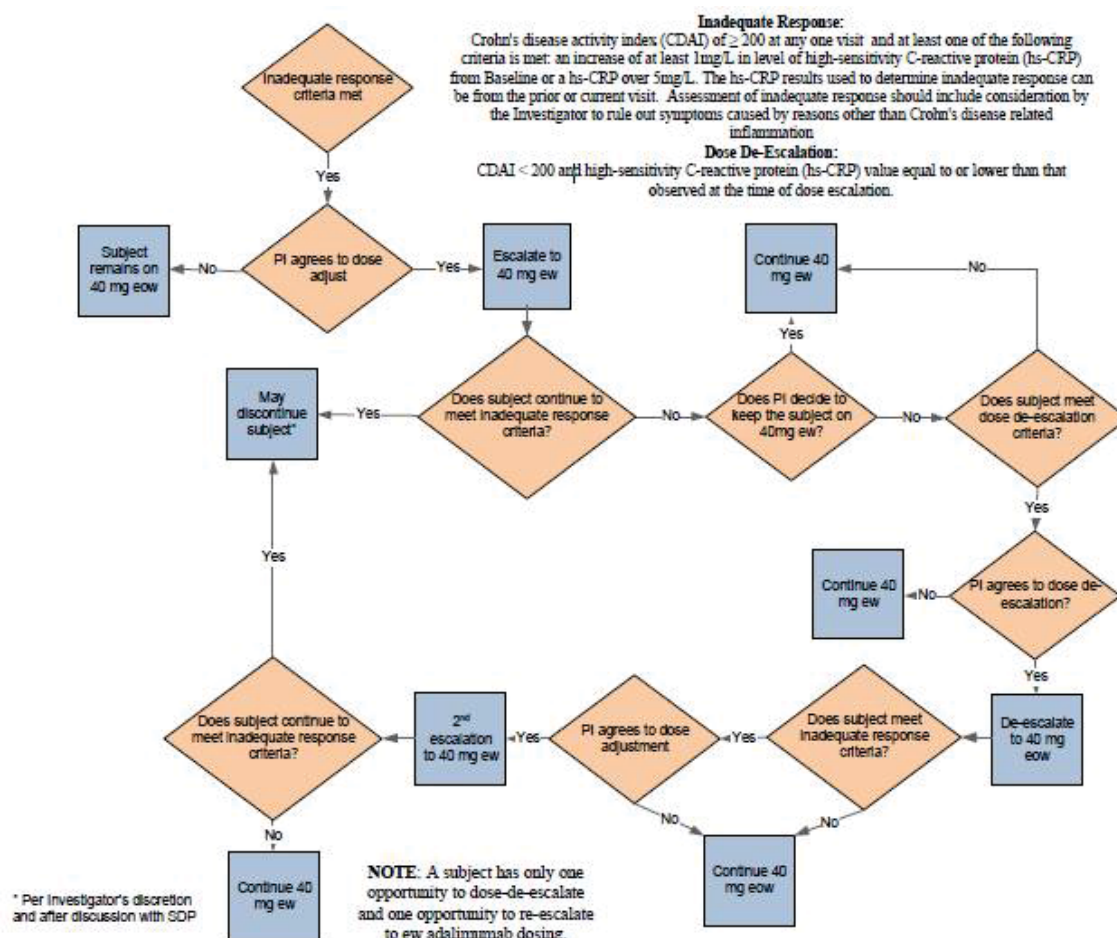 Inadequate Response:
Crohn's disease activity index (CDAI) of ≥ 200 at any one visit and at least one of the following
criteria is met: an increase of at least 1mg/L in level of high-sensitivity C-reactive protein (hs-CRP)
from Baseline or a hs-CRP over 5mg/L. The hs-CRP results used to determine inadequate response can
be from the prior or current visit. Assessment of inadequate response should include consideration by
the Investigator to rule out symptoms caused by reasons other than Crohn's disease related
inflammation
Dose De-Escalation:
CDAI < 200 and high-sensitivity C-reactive protein (hs-CRP) value equal to or lower than that
observed at the time of dose escalation.
Inadequate response
criteria met
Yes
Subject
remains on
40 mg eow
No
PI agrees to dose
adjust
Yes
Escalate to
40 mg ew
Continue 40
mg ew
No
Yes
May
discontinue
subject*
Yes
Does subject continue to
meet inadequate response
criteria?
No
Does PI decide to
keep the subject on
40mg ew?
No
Does subject meet
dose de-escalation
criteria?
Yes
Yes
Continue 40
mg ew
No
PI agrees to dose de-
escalation?
Yes
Does subject continue to
meet inadequate response
criteria?
2nd
escalation
to 40 mg ew
Yes
PI agrees to dose
adjustment
Yes
Does subject meet
inadequate response
criteria?
De-escalate
to 40 mg
eow
No
No
No
Continue 40
mg ew
Continue 40
mg eow
* Per Investigator's discretion
and after discussion with SDP
NOTE: A subject has only one
opportunity to dose-de-escalate
and one opportunity to re-escalate
to ew adalimumab dosing.